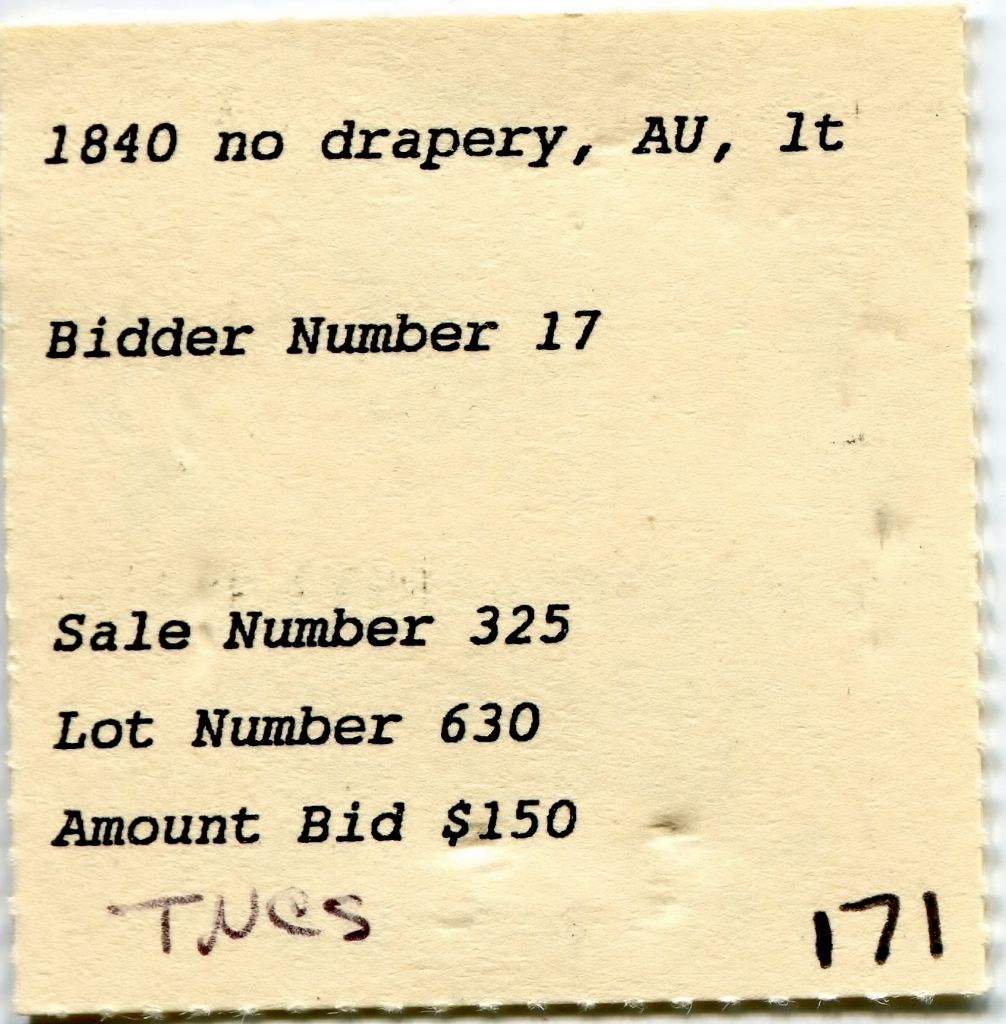 1840 no drapery, AU, lt
Bidder Number 17
Sale Number 325
Lot Number 630
Amount Bid $150
TNCS 171